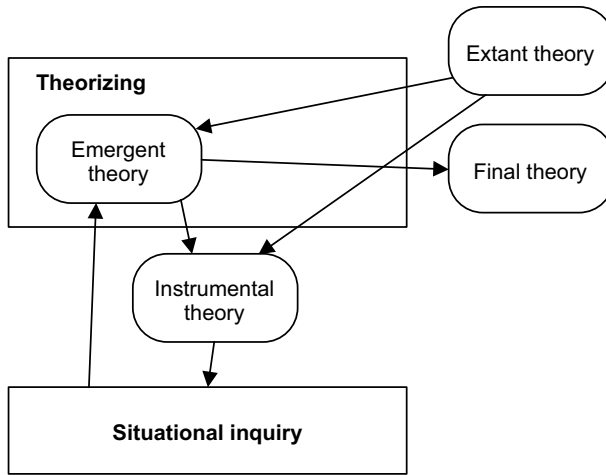 Extant theory
Theorizing
Emergent
theory
Final theory
Instrumental
theory
Situational inquiry